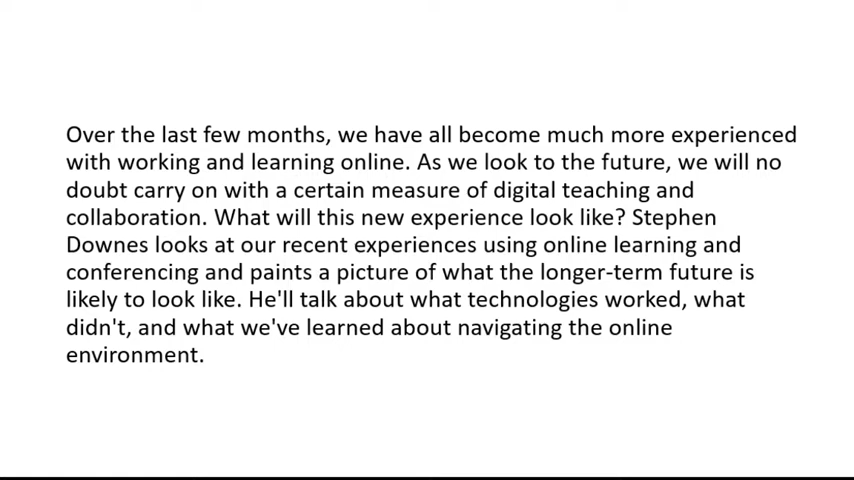 Over the last few months, we have all become much more experienced
with working and learning online. As we look to the future, we will no
doubt carry on with a certain measure of digital teaching and
collaboration. What will this new experience look like? Stephen
Downes looks at our recent experiences using online learning and
conferencing and paints a picture of what the longer-term future is
likely to look like. He'll talk about what technologies worked, what
didn't, and what we've learned about navigating the online
environment.